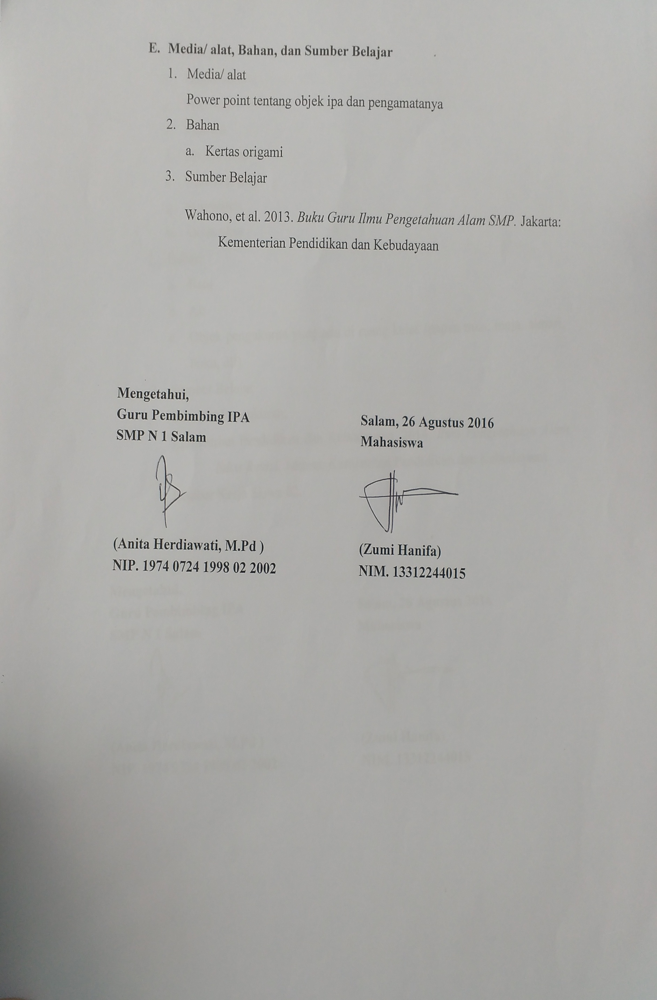 E. Media/ alat, Bahan, dan Sumber Belajar
1. Media/ alat
Power point tentang objek ipa dan pengamatanya
2. Bahan
a. Kertas origami
3. Sumber Belajar
Wahono, et al. 2013. Buku Guru Ilmu Pengetahuan Alam SMP. Jakarta:
Kementerian Pendidikan dan Kebudayaan
Mengetahui,
Guru Pembimbing IPA
SMP N 1 Salam
(Anita Herdiawati, M.Pd )
NIP. 1974 0724 1998 02 2002
Salam, 26 Agustus 2016
Mahasiswa
(Zumi Hanifa)
NIM. 13312244015